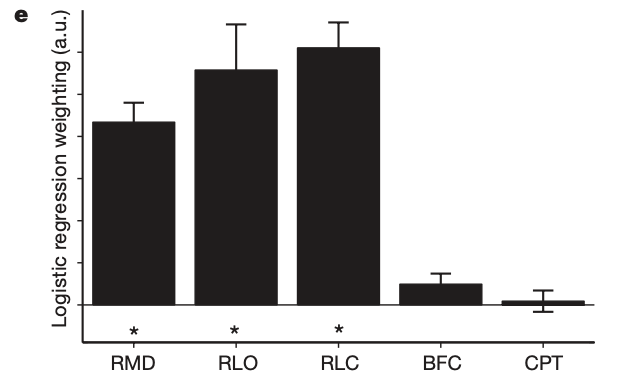 e
Logistic regression weighting (a.u.)
* * *
RMD RLO RLC BFC CPT